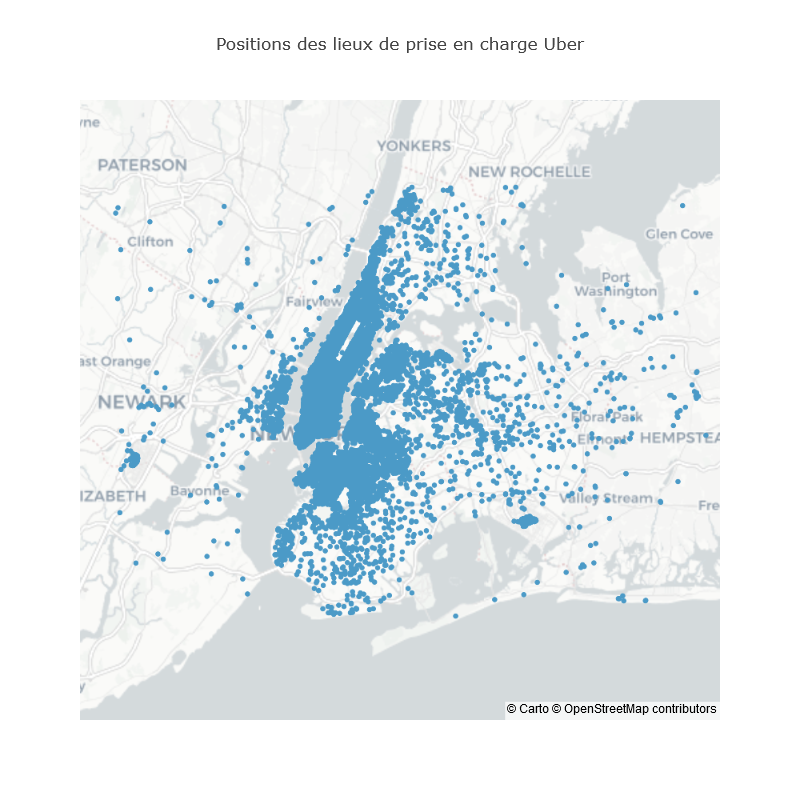 Positions des lieux de prise en charge Uber
yne
YONKERS
PATERSON
NEW ROCHELLE
Clifton
Glen Cove
Port
Washington
Fairview
ast Orange
NEWARK
Floral Park
NEW
Elmont
HEMPSTEA
IZABETH
Bayonne
Valley Stream
Fre
y
© Carto © OpenStreetMap contributors